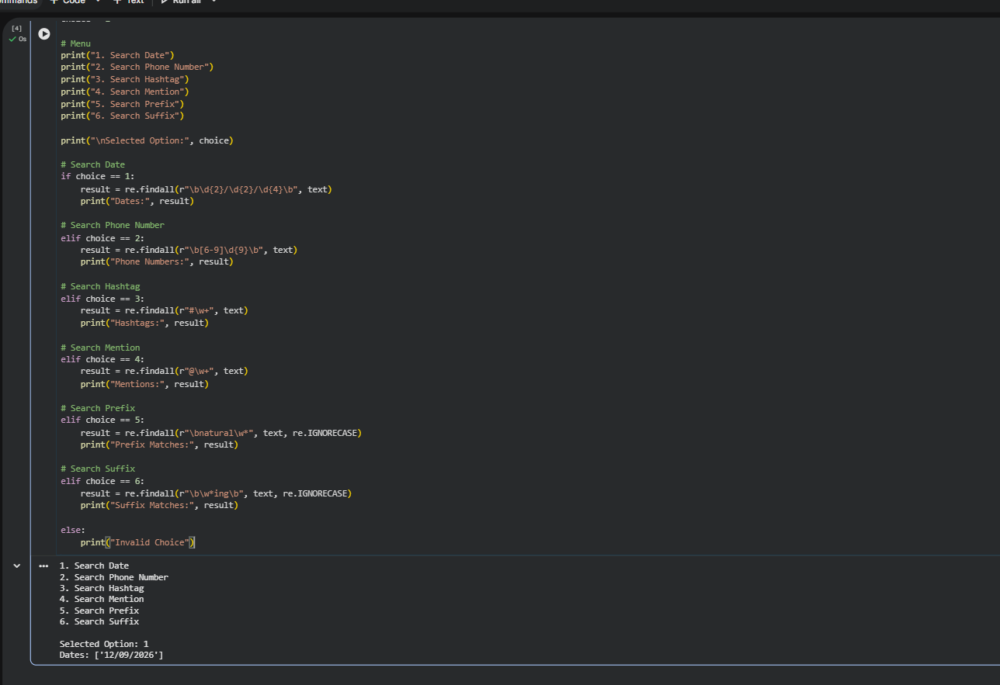 + Code + Text Run all
[4]
0s
# Menu
print("1. Search Date")
print("2. Search Phone Number")
print("3. Search Hashtag")
print("4. Search Mention")
print("5. Search Prefix")
print("6. Search Suffix")
print("\nSelected Option:", choice)
# Search Date
if choice == 1:
    result = re.findall(r"\b\d{2}/\d{2}/\d{4}\b", text)
    print("Dates:", result)
# Search Phone Number
elif choice == 2:
    result = re.findall(r"\b[6-9]\d{9}\b", text)
    print("Phone Numbers:", result)
# Search Hashtag
elif choice == 3:
    result = re.findall(r"#\w+", text)
    print("Hashtags:", result)
# Search Mention
elif choice == 4:
    result = re.findall(r"@\w+", text)
    print("Mentions:", result)
# Search Prefix
elif choice == 5:
    result = re.findall(r"\bnatural\w*", text, re.IGNORECASE)
    print("Prefix Matches:", result)
# Search Suffix
elif choice == 6:
    result = re.findall(r"\b\w*ing\b", text, re.IGNORECASE)
    print("Suffix Matches:", result)
else:
    print("Invalid Choice")
1. Search Date
2. Search Phone Number
3. Search Hashtag
4. Search Mention
5. Search Prefix
6. Search Suffix
Selected Option: 1
Dates: ['12/09/2026']